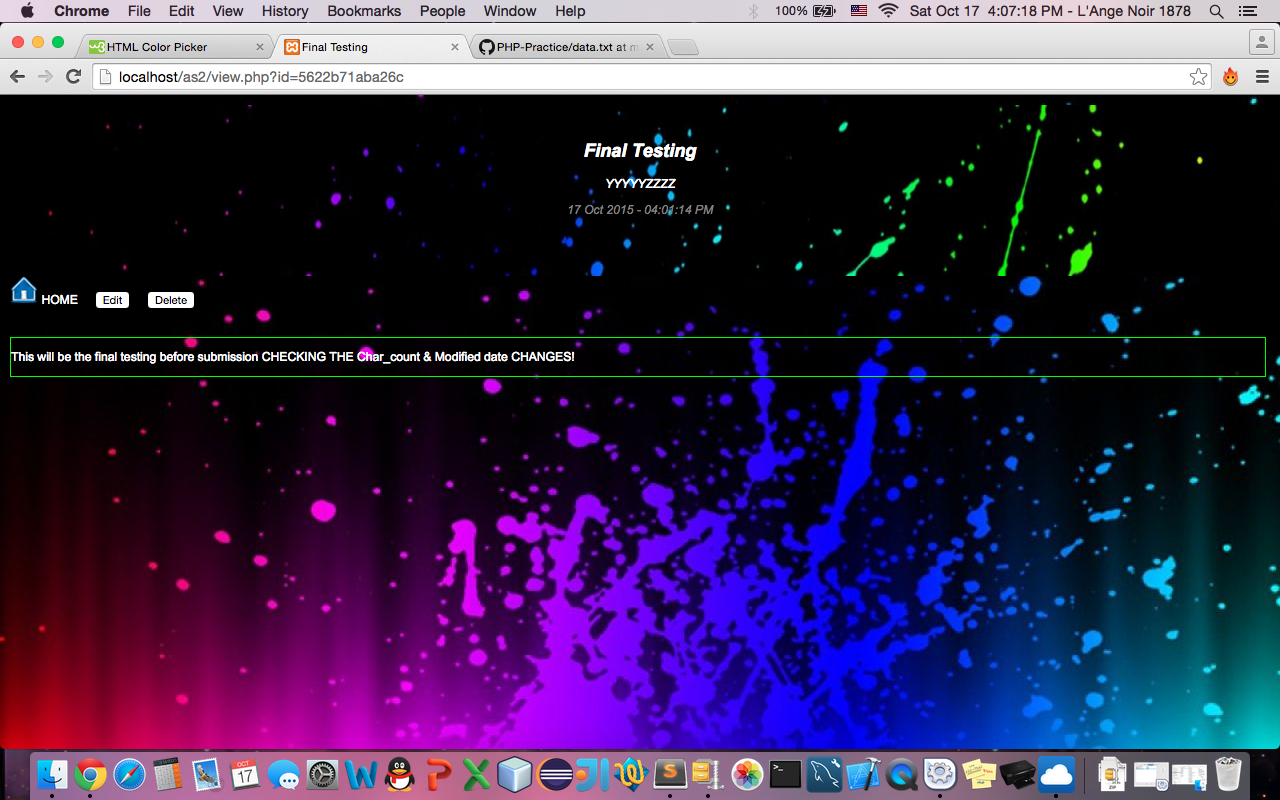 Chrome File Edit View History Bookmarks People Window Help 100% Sat Oct 17 4:07:18 PM - L'Ange Noir 1878
HTML Color Picker Final Testing PHP-Practice/data.txt at m
localhost/as2/view.php?id=5622b71aba26c
Final Testing
YYYYYZZZZ
17 Oct 2015 - 04:01:14 PM
HOME Edit Delete
This will be the final testing before submission CHECKING THE Char_count & Modified date CHANGES!
OCT
17
ZIP